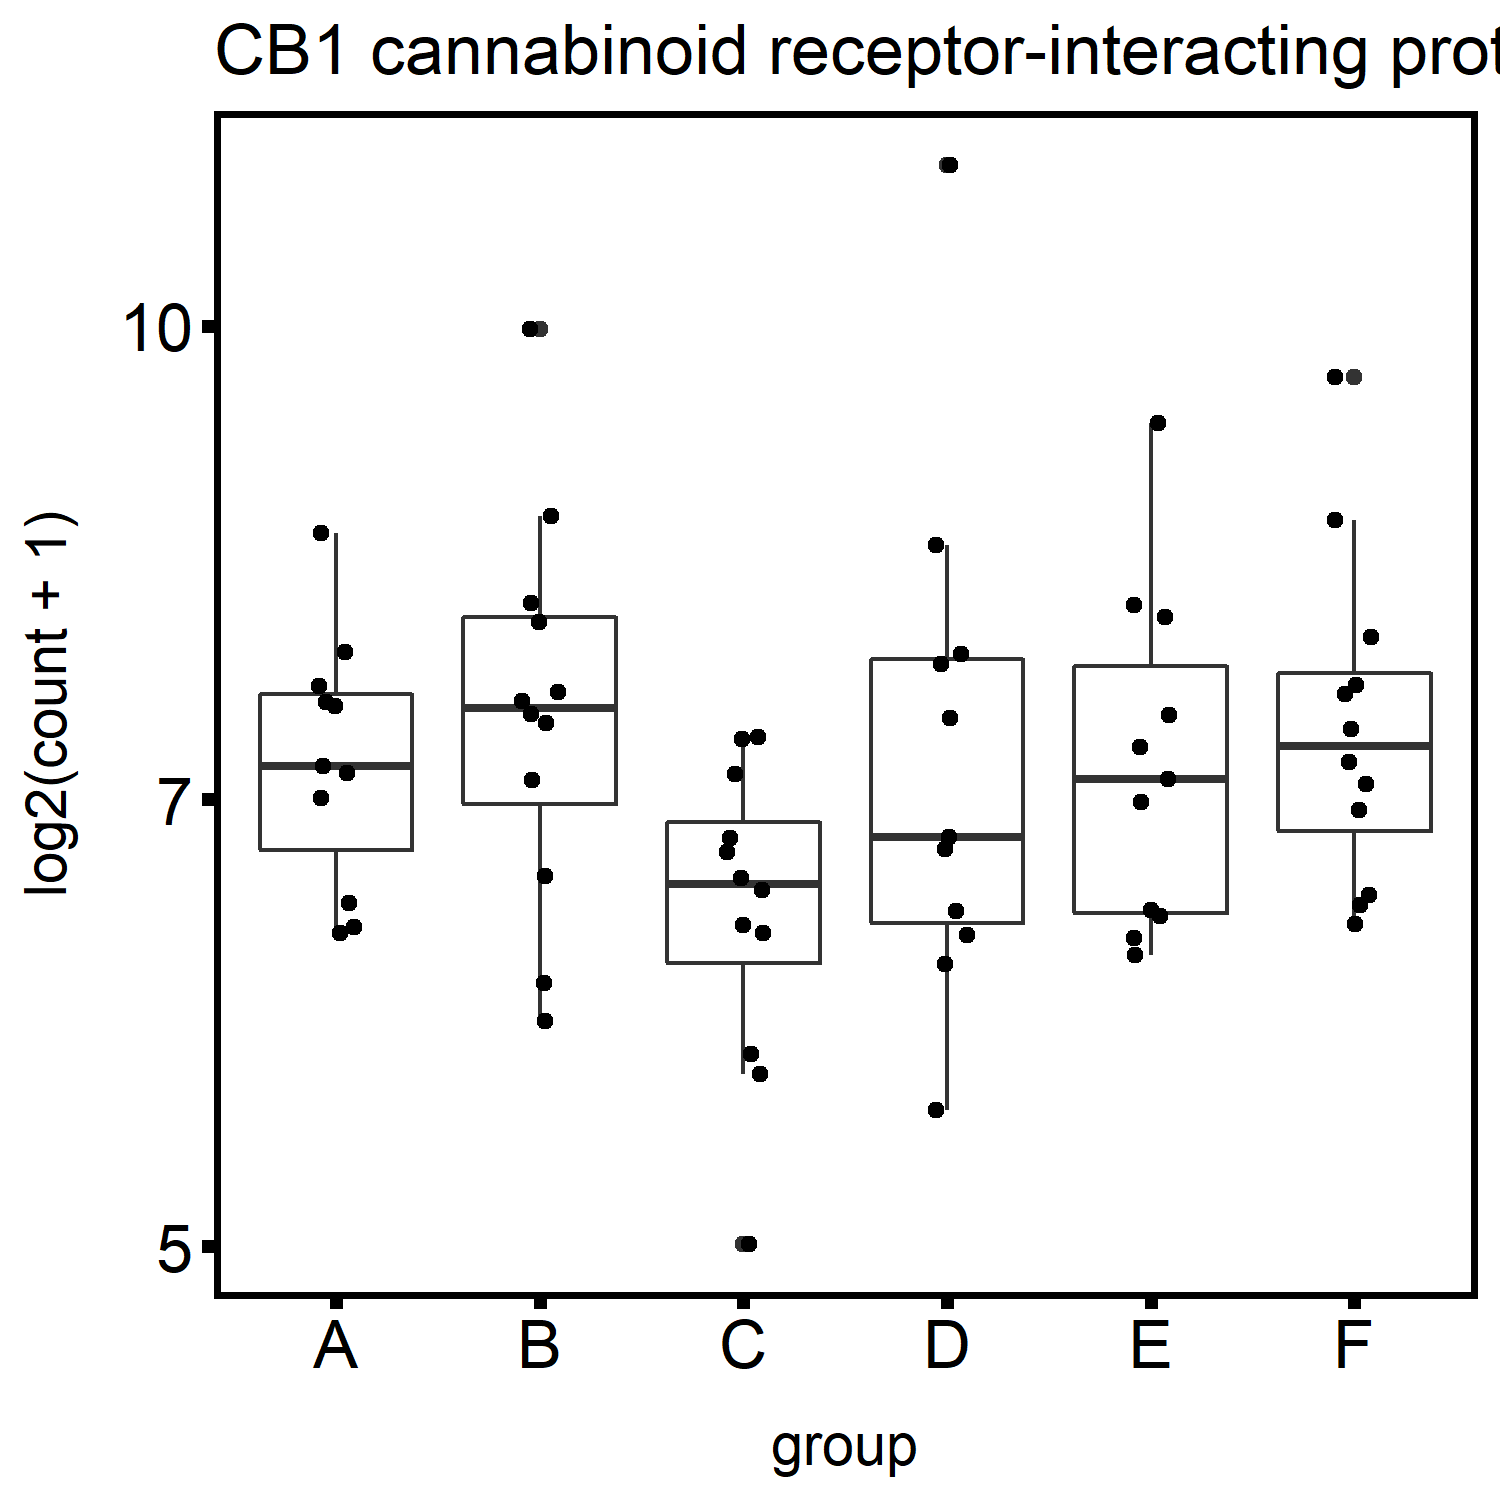 CB1 cannabinoid receptor-interacting prot
10
7
5
log2(count + 1)
A B C D E F
group